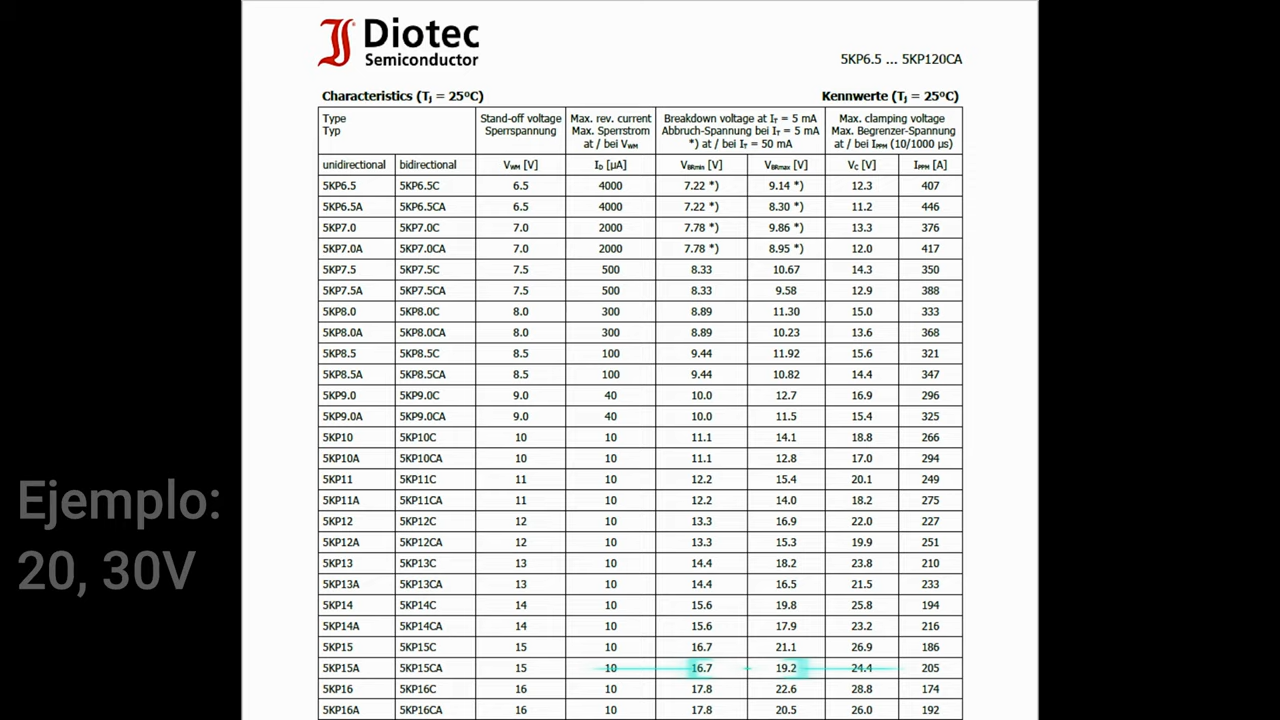 Diotec
Semiconductor
5KP6.5 ... 5KP120CA
Characteristics (Tj = 25°C) Kennwerte (Tj = 25°C)
Type Stand-off voltage Max. rev. current Breakdown voltage at IT = 5 mA Max. clamping voltage
Typ Sperrspannung Max. Sperrstrom Abbruch-Spannung bei IT = 5 mA Max. Begrenzer-Spannung
at / bei VWM *) at / bei IT = 50 mA at / bei IPPM (10/1000 µs)
unidirectional bidirectional VWM [V] ID [µA] VBRmin [V] VBRmax [V] VC [V] IPPM [A]
5KP6.5 5KP6.5C 6.5 4000 7.22 *) 9.14 *) 12.3 407
5KP6.5A 5KP6.5CA 6.5 4000 7.22 *) 8.30 *) 11.2 446
5KP7.0 5KP7.0C 7.0 2000 7.78 *) 9.86 *) 13.3 376
5KP7.0A 5KP7.0CA 7.0 2000 7.78 *) 8.95 *) 12.0 417
5KP7.5 5KP7.5C 7.5 500 8.33 10.67 14.3 350
5KP7.5A 5KP7.5CA 7.5 500 8.33 9.58 12.9 388
5KP8.0 5KP8.0C 8.0 300 8.89 11.30 15.0 333
5KP8.0A 5KP8.0CA 8.0 300 8.89 10.23 13.6 368
5KP8.5 5KP8.5C 8.5 100 9.44 11.92 15.6 321
5KP8.5A 5KP8.5CA 8.5 100 9.44 10.82 14.4 347
5KP9.0 5KP9.0C 9.0 40 10.0 12.7 16.9 296
5KP9.0A 5KP9.0CA 9.0 40 10.0 11.5 15.4 325
5KP10 5KP10C 10 10 11.1 14.1 18.8 266
5KP10A 5KP10CA 10 10 11.1 12.8 17.0 294
5KP11 5KP11C 11 10 12.2 15.4 20.1 249
5KP11A 5KP11CA 11 10 12.2 14.0 18.2 275
5KP12 5KP12C 12 10 13.3 16.9 22.0 227
5KP12A 5KP12CA 12 10 13.3 15.3 19.9 251
5KP13 5KP13C 13 10 14.4 18.2 23.8 210
5KP13A 5KP13CA 13 10 14.4 16.5 21.5 233
5KP14 5KP14C 14 10 15.6 19.8 25.8 194
5KP14A 5KP14CA 14 10 15.6 17.9 23.2 216
5KP15 5KP15C 15 10 16.7 21.1 26.9 186
5KP15A 5KP15CA 15 10 16.7 19.2 24.4 205
5KP16 5KP16C 16 10 17.8 22.6 28.8 174
5KP16A 5KP16CA 16 10 17.8 20.5 26.0 192
Ejemplo:
20, 30V